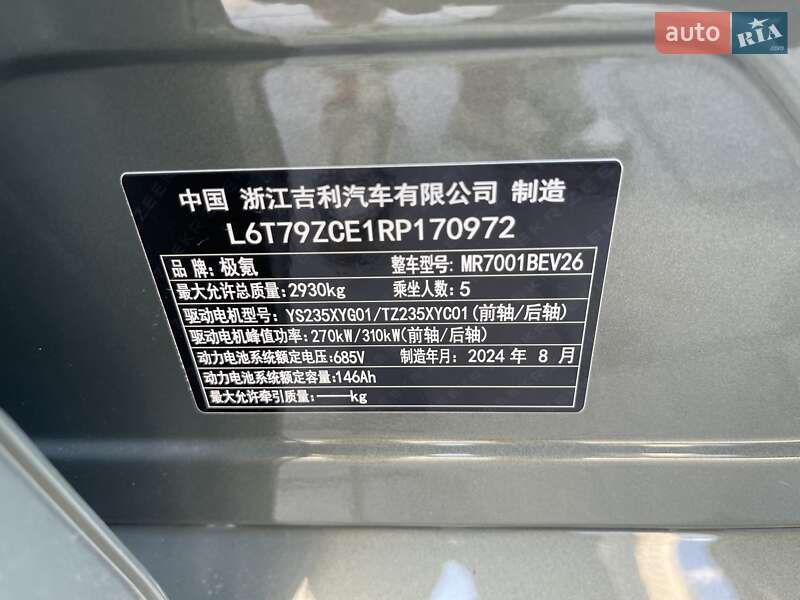 auto RIA
中国 浙江吉利汽车有限公司 制造
L6T79ZCE1RP170972
品 牌:极氪 整车型号:MR7001BEV26
最大允许总质量:2930kg 乘坐人数:5
驱动电机型号:YS235XYG01/TZ235XYC01(前轴/后轴)
驱动电机峰值功率:270kW/310kW(前轴/后轴)
动力电池系统额定电压:685V 制造年月:2024 年 8 月
动力电池系统额定容量:146Ah
最大允许牵引质量:——kg